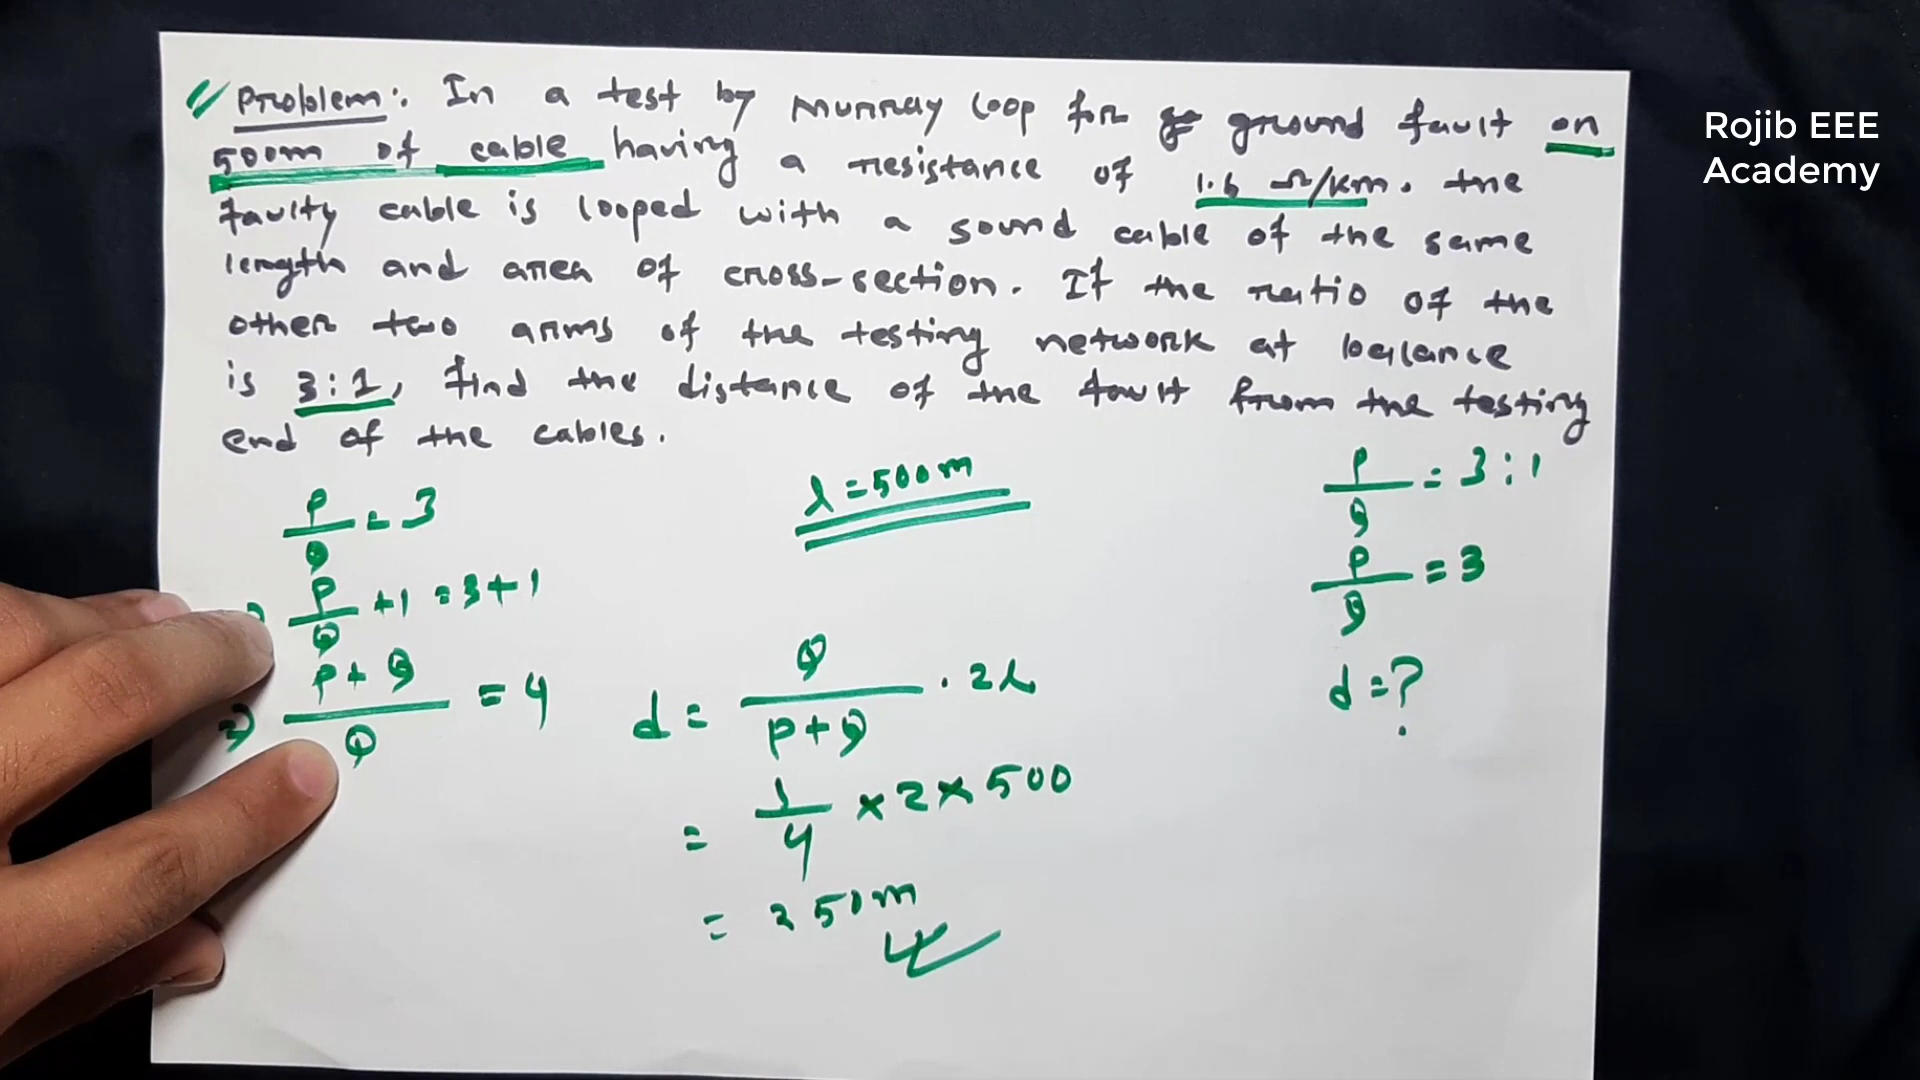 Problem: In a test by Murray loop for ground fault on
500m of cable having a resistance of 1.6 Ω/km. the
faulty cable is looped with a sound cable of the same
length and area of cross-section. If the ratio of the
other two arms of the testing network at balance
is 3:1, find the distance of the fault from the testing
end of the cables.
P/Q = 3
P/Q + 1 = 3+1
⇒ P+Q/Q = 4
λ = 500m
d = Q/P+Q . 2λ
= 1/4 × 2 × 500
= 250m
P/Q = 3:1
P/Q = 3
d = ?
Rojib EEE
Academy